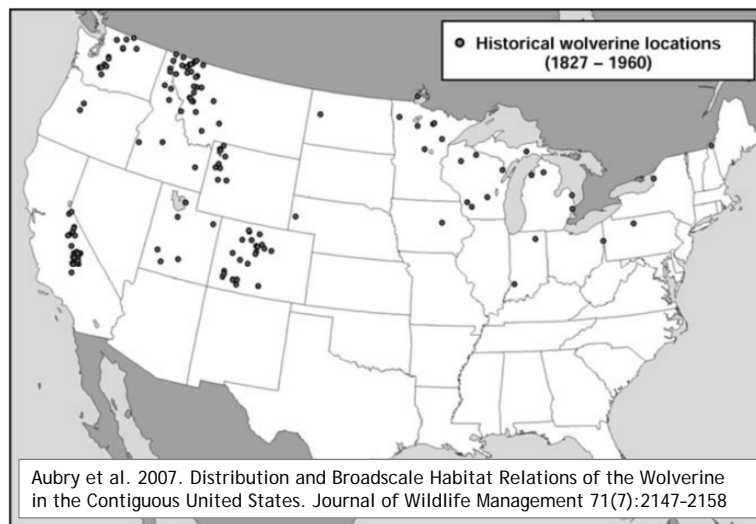 Historical wolverine locations
(1827 – 1960)
Aubry et al. 2007. Distribution and Broadscale Habitat Relations of the Wolverine
in the Contiguous United States. Journal of Wildlife Management 71(7):2147-2158